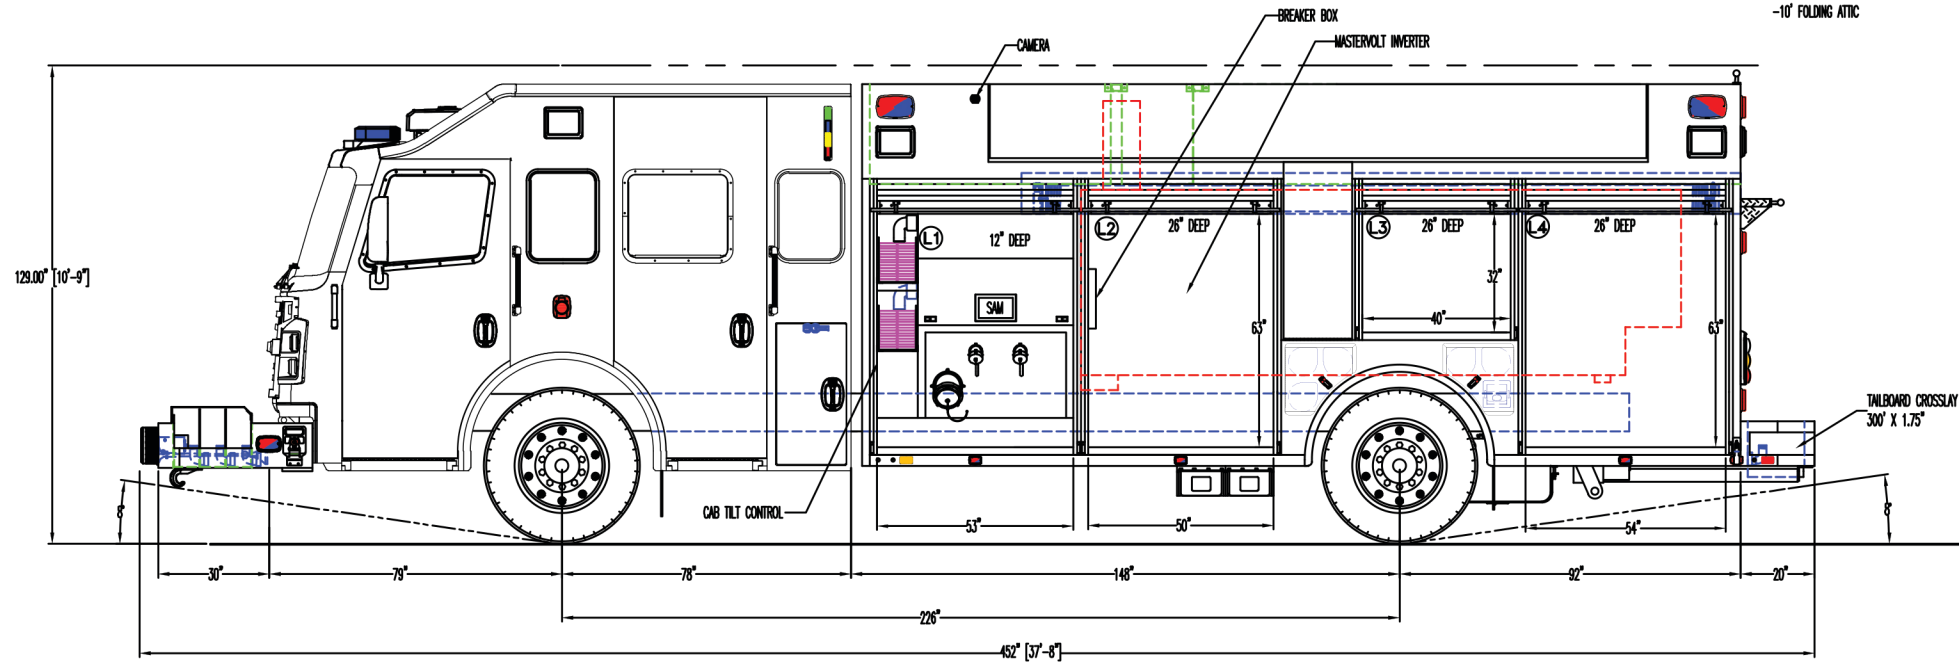 -10' FOLDING ATTIC
BREAKER BOX
MASTERVOLT INVERTER
CAMERA
129.00" [10'-9"]
L1
12" DEEP
L2
26" DEEP
L3
26" DEEP
L4
26" DEEP
32"
40"
SAM
63"
63"
TAILBOARD CROSSLAY
300' X 1.75"
CAB TILT CONTROL
8°
53"
50"
54"
8°
30"
79"
78"
148"
92"
20"
226"
452" [37'-8"]